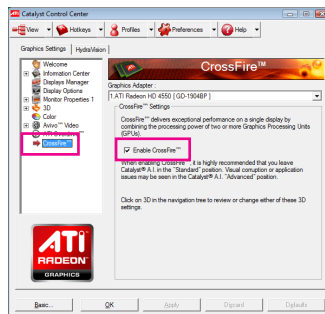 Catalyst Control Center
View
Hotkeys
Profiles
Preferences
Help
Graphics Settings
HydraVision
Welcome
Information Center
Displays Manager
Display Options
Monitor Properties 1
3D
Color
Avivo™ Video
CrossFire™
CrossFire™
Graphics Adapter :
1.ATI Radeon HD 4550 [ GD-1904BP ]
CrossFire™ Settings
CrossFire™ delivers exceptional performance on a single display by
combining the processing power of two or more Graphics Processing Units
(GPUs).
Enable CrossFire™
When enabling CrossFire™, it is highly recommended that you leave
Catalyst® A.I. in the "Standard" position. Visual corruption or application
issues may be seen in the Catalyst® A.I. "Advanced" position.
Click on 3D in the navigation tree to review or change either of these 3D
settings.
ATI
RADEON
GRAPHICS
Basic...
OK
Apply
Discard
Defaults